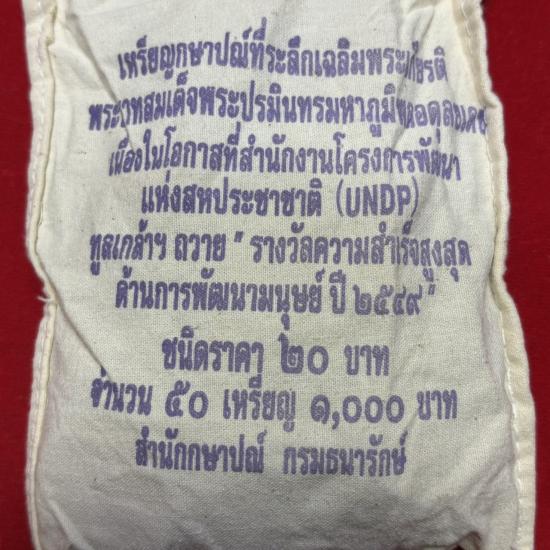 เหรียญกษาปณ์ที่ระลึกเฉลิมพระเกียรติ
พระบาทสมเด็จพระปรมินทรมหาภูมิพลอดุลยเดช
เนื่องในโอกาสที่สำนักงานโครงการพัฒนา
แห่งสหประชาชาติ (UNDP)
ทูลเกล้าฯ ถวาย " รางวัลความสำเร็จสูงสุด
ด้านการพัฒนามนุษย์ ปี ๒๕๔๙"
ชนิดราคา ๒๐ บาท
จำนวน ๕๐ เหรียญ ๑,๐๐๐ บาท
สำนักกษาปณ์ กรมธนารักษ์